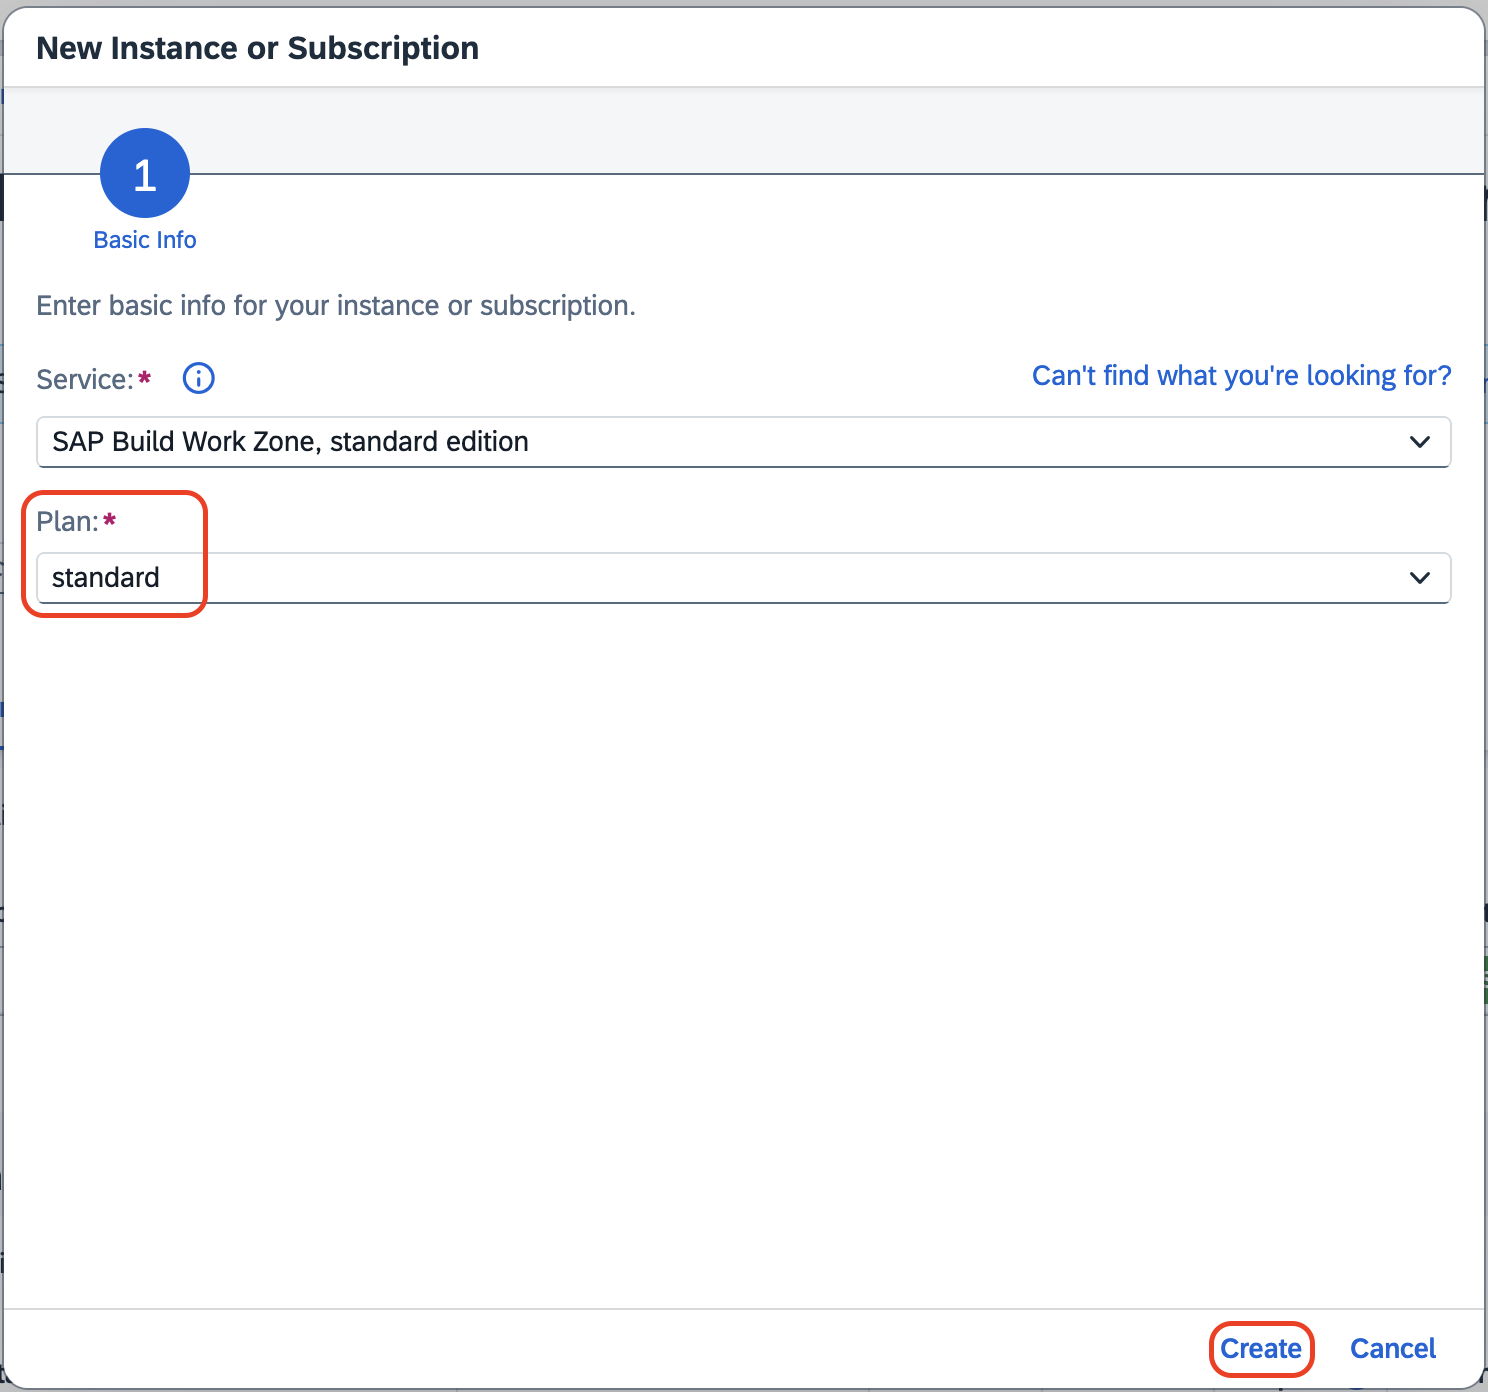 New Instance or Subscription
1
Basic Info
Enter basic info for your instance or subscription.
Service:*
Can't find what you're looking for?
SAP Build Work Zone, standard edition
Plan:*
standard
Create
Cancel